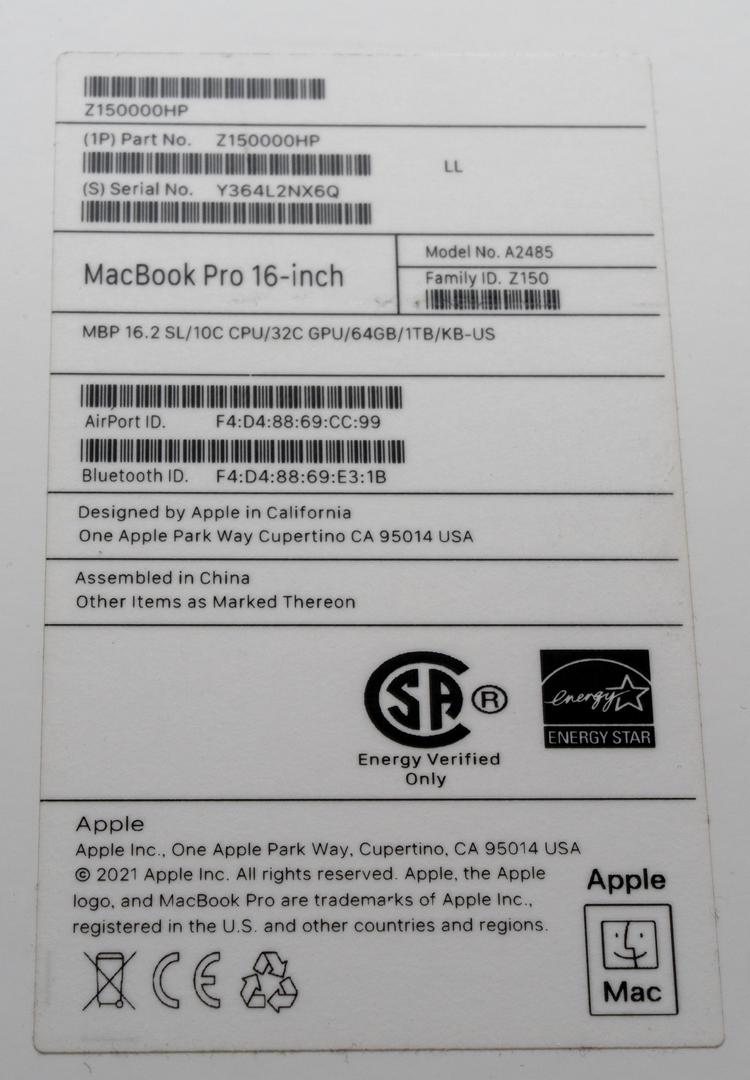 Z150000HP
(1P) Part No. Z150000HP
LL
(S) Serial No. Y364L2NX6Q
MacBook Pro 16-inch
Model No. A2485
Family ID. Z150
MBP 16.2 SL/10C CPU/32C GPU/64GB/1TB/KB-US
AirPort ID. F4:D4:88:69:CC:99
Bluetooth ID. F4:D4:88:69:E3:1B
Designed by Apple in California
One Apple Park Way Cupertino CA 95014 USA
Assembled in China
Other Items as Marked Thereon
CSA ®
Energy Verified
Only
energy
ENERGY STAR
Apple
Apple Inc., One Apple Park Way, Cupertino, CA 95014 USA
© 2021 Apple Inc. All rights reserved. Apple, the Apple
logo, and MacBook Pro are trademarks of Apple Inc.,
registered in the U.S. and other countries and regions.
Apple
Mac
CE